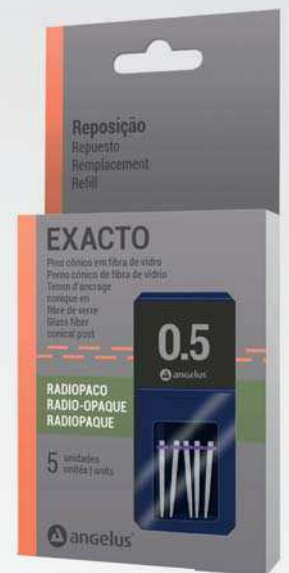 Reposição
Repuesto
Remplacement
Refill
EXACTO
Pino cônico em fibra de vidro
Perno cónico de fibra de vidrio
Tenon d'ancrage
conique en
fibre de verre
Glass fiber
conical post
0.5
angelus
RADIOPACO
RADIO-OPAQUE
RADIOPAQUE
5 unidades
unités | units
angelus